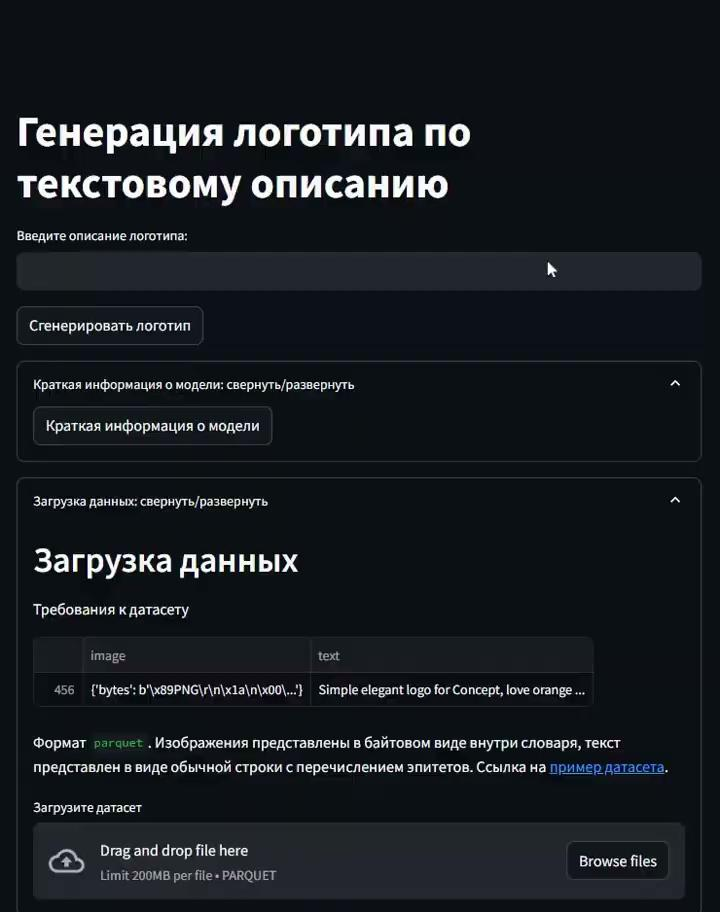 Генерация логотипа по
текстовому описанию
Введите описание логотипа:
Сгенерировать логотип
Краткая информация о модели: свернуть/развернуть
Краткая информация о модели
Загрузка данных: свернуть/развернуть
Загрузка данных
Требования к датасету
image text
456 {'bytes': b'\x89PNG\r\n\x1a\n\x00\...'} Simple elegant logo for Concept, love orange ...
Формат parquet . Изображения представлены в байтовом виде внутри словаря, текст
представлен в виде обычной строки с перечислением эпитетов. Ссылка на пример датасета.
Загрузите датасет
Drag and drop file here
Limit 200MB per file • PARQUET
Browse files